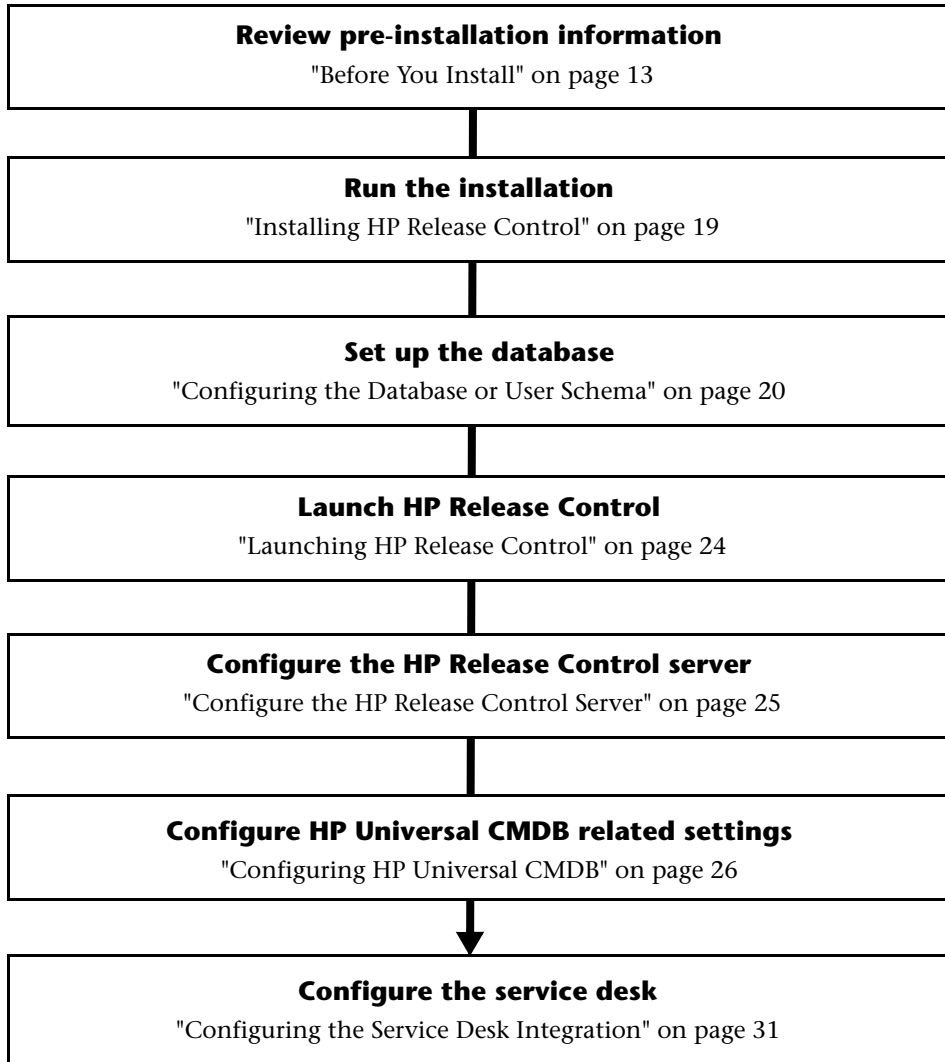 Review pre-installation information
"Before You Install" on page 13
Run the installation
"Installing HP Release Control" on page 19
Set up the database
"Configuring the Database or User Schema" on page 20
Launch HP Release Control
"Launching HP Release Control" on page 24
Configure the HP Release Control server
"Configure the HP Release Control Server" on page 25
Configure HP Universal CMDB related settings
"Configuring HP Universal CMDB" on page 26
Configure the service desk
"Configuring the Service Desk Integration" on page 31